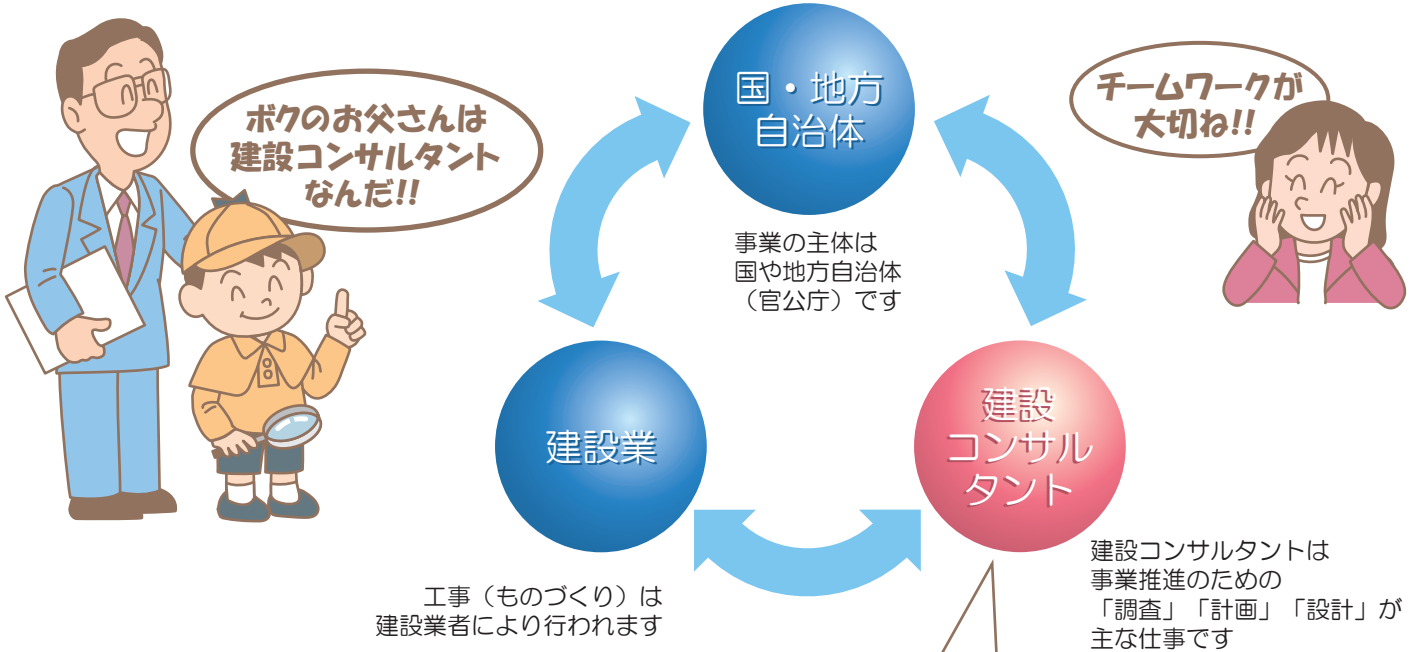 ボクのお父さんは
建設コンサルタント
なんだ!!
国・地方
自治体
チームワークが
大切ね!!
事業の主体は
国や地方自治体
（官公庁）です
建設業
建設
コンサル
タント
工事（ものづくり）は
建設業者により行われます
建設コンサルタントは
事業推進のための
「調査」「計画」「設計」が
主な仕事です